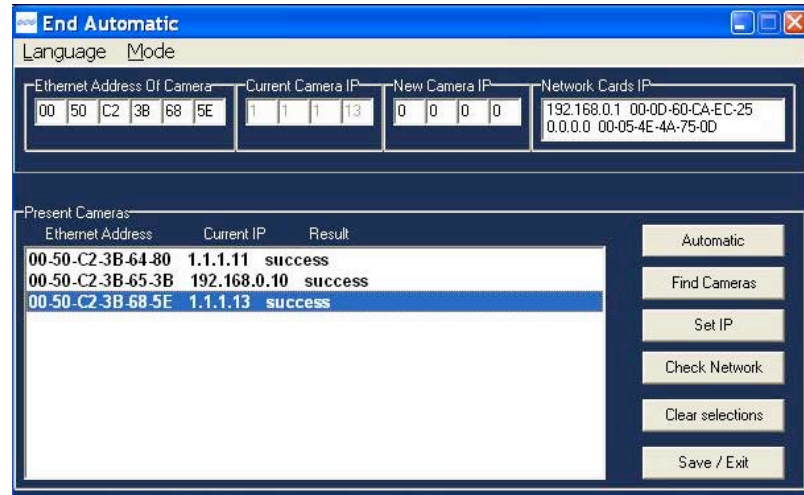 End Automatic
Language Mode
Ethernet Address Of Camera Current Camera IP New Camera IP Network Cards IP
00 50 C2 3B 68 5E 1 1 1 13 0 0 0 0 192.168.0.1 00-0D-60-CA-EC-25
0.0.0.0 00-05-4E-4A-75-0D
Present Cameras
Ethernet Address Current IP Result
00-50-C2-3B-64-80 1.1.1.11 success
00-50-C2-3B-65-3B 192.168.0.10 success
00-50-C2-3B-68-5E 1.1.1.13 success
Automatic
Find Cameras
Set IP
Check Network
Clear selections
Save / Exit